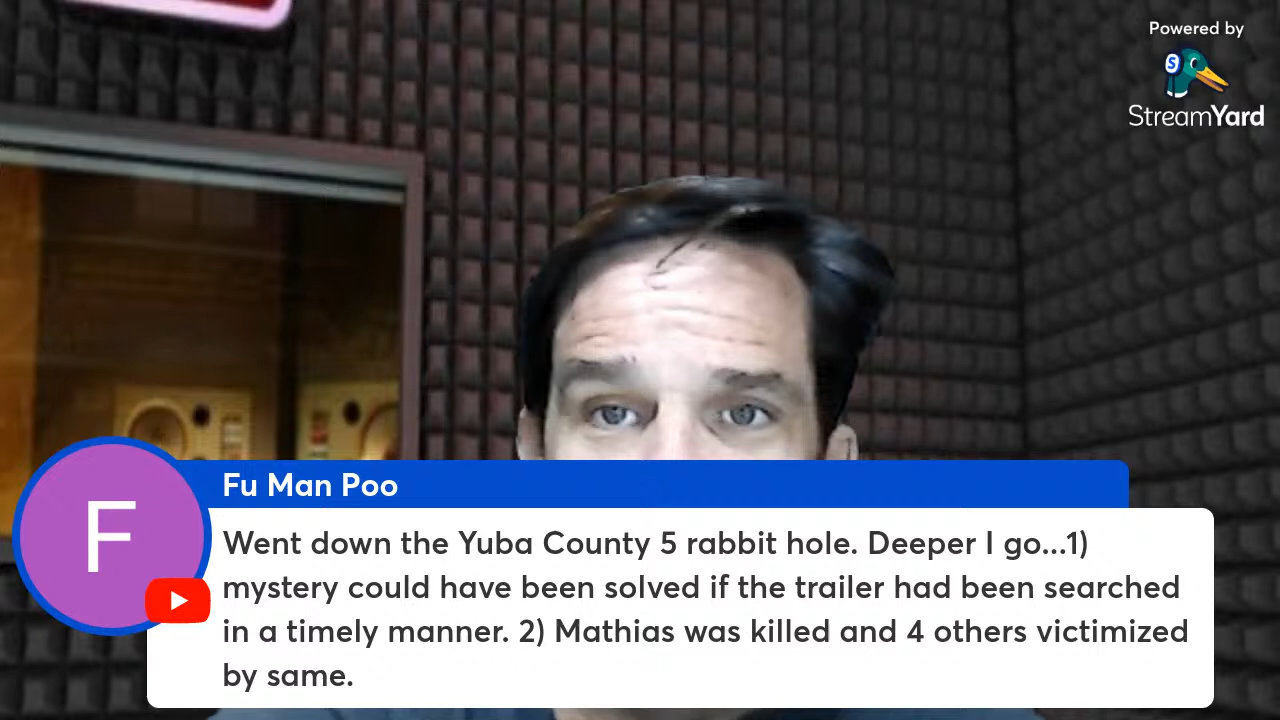 Powered by
S
StreamYard
Fu Man Poo
F
Went down the Yuba County 5 rabbit hole. Deeper I go...1)
mystery could have been solved if the trailer had been searched
in a timely manner. 2) Mathias was killed and 4 others victimized
by same.